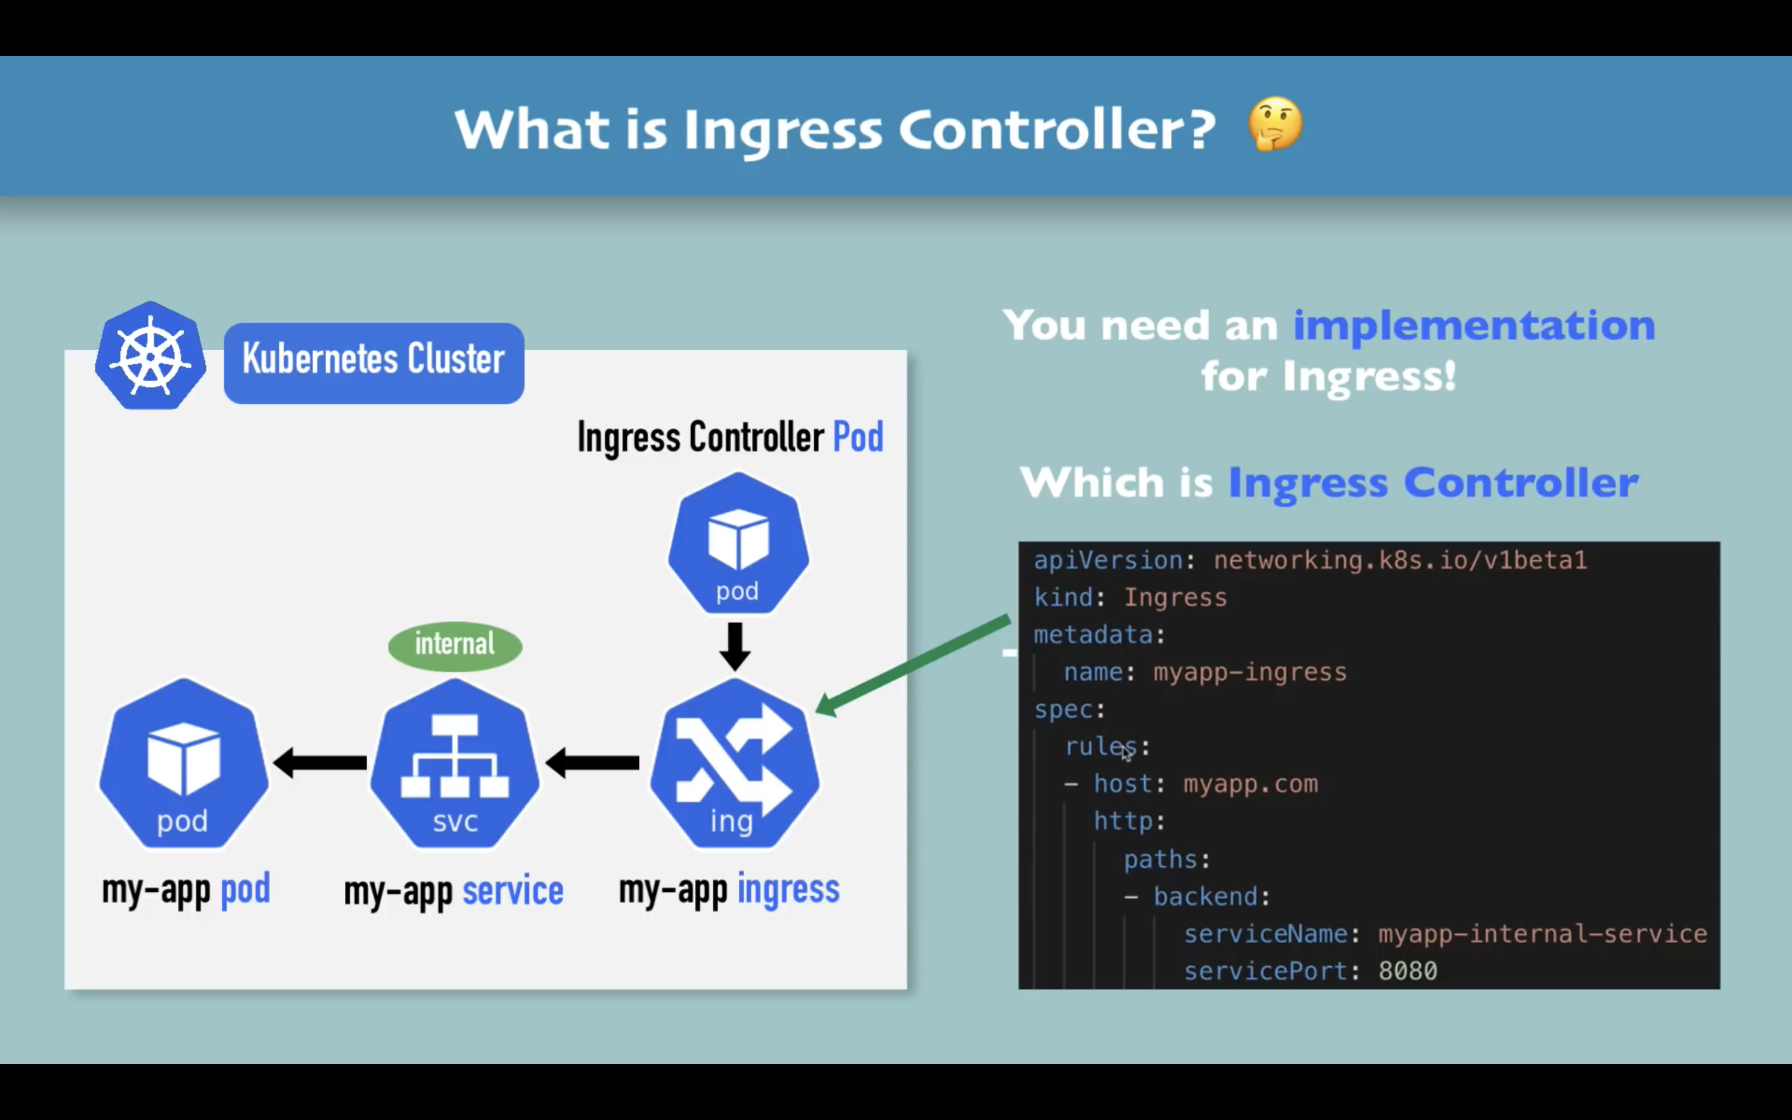 What is Ingress Controller? 🤔
Kubernetes Cluster
Ingress Controller Pod
pod
internal
pod
svc
ing
my-app pod
my-app service
my-app ingress
You need an implementation
for Ingress!
Which is Ingress Controller
apiVersion: networking.k8s.io/v1beta1
kind: Ingress
metadata:
  name: myapp-ingress
spec:
  rules:
  - host: myapp.com
    http:
      paths:
      - backend:
          serviceName: myapp-internal-service
          servicePort: 8080